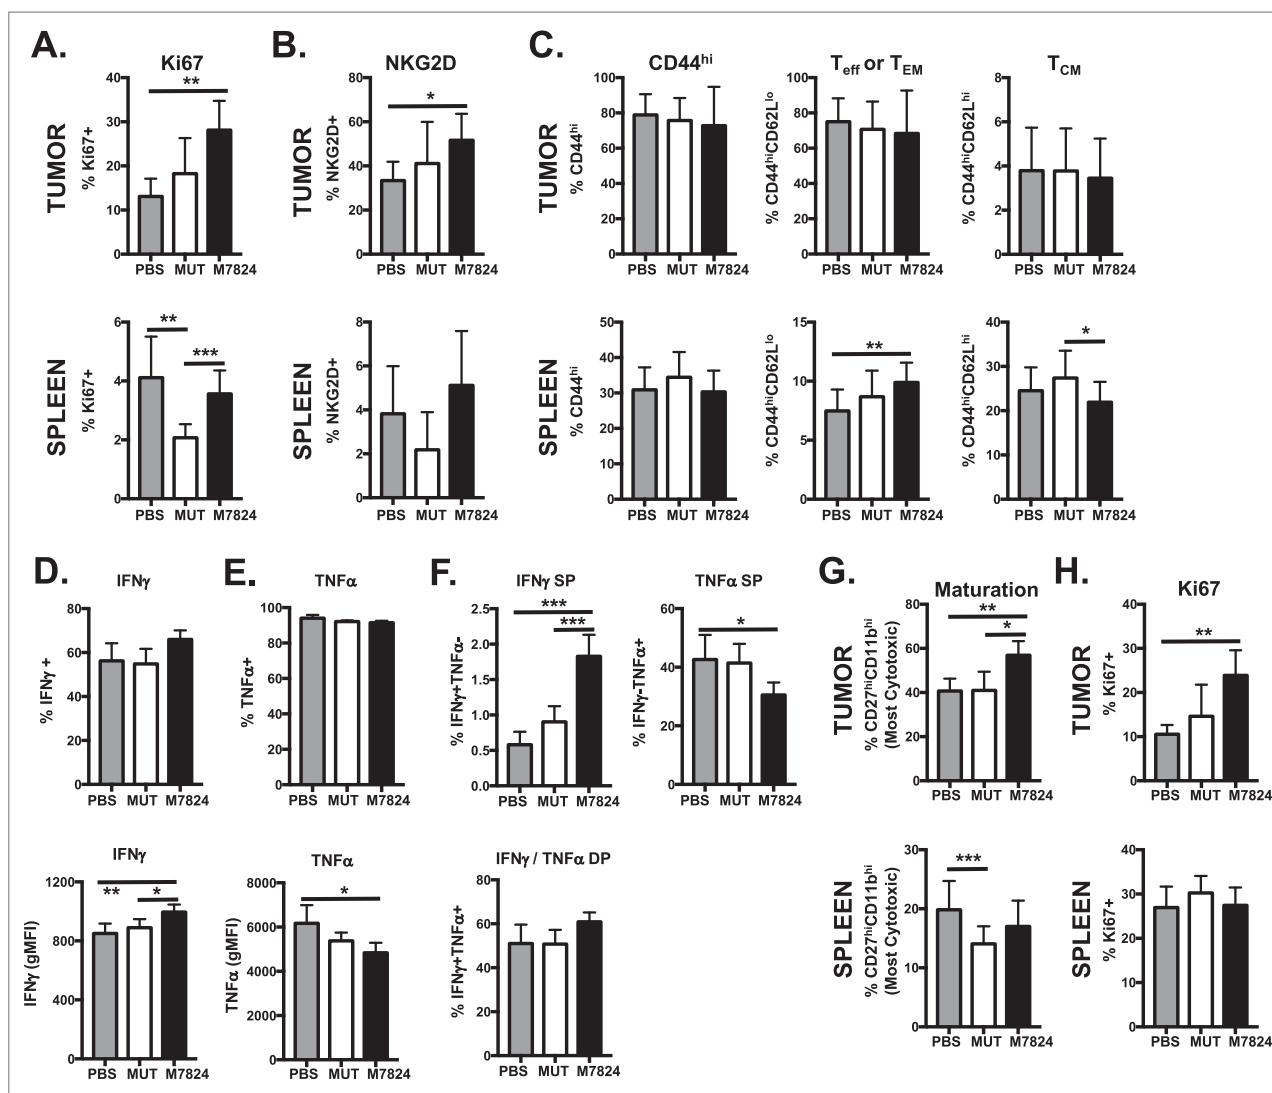 A.
Ki67
TUMOR
% Ki67+
40
30
20
10
0
**
PBS MUT M7824
SPLEEN
% Ki67+
6
4
2
0
**
***
PBS MUT M7824
B.
NKG2D
TUMOR
% NKG2D+
80
60
40
20
0
*
PBS MUT M7824
SPLEEN
% NKG2D+
8
6
4
2
0
PBS MUT M7824
C.
CD44hi
TUMOR
% CD44hi
100
80
60
40
20
0
PBS MUT M7824
Teff or TEM
% CD44hiCD62Llo
100
80
60
40
20
0
PBS MUT M7824
TCM
% CD44hiCD62Lhi
8
6
4
2
0
PBS MUT M7824
SPLEEN
% CD44hi
50
40
30
20
10
0
PBS MUT M7824
% CD44hiCD62Llo
15
10
5
0
**
PBS MUT M7824
% CD44hiCD62Lhi
40
30
20
10
0
*
PBS MUT M7824
D.
IFNγ
% IFNγ +
80
60
40
20
0
PBS MUT M7824
IFNγ
IFNγ (gMFI)
1200
800
400
0
**
*
PBS MUT M7824
E.
TNFα
% TNFα+
100
80
60
40
20
0
PBS MUT M7824
TNFα
TNFα (gMFI)
8000
6000
4000
2000
0
*
PBS MUT M7824
F.
IFNγ SP
% IFNγ+TNFα-
2.5
2.0
1.5
1.0
0.5
0.0
***
***
PBS MUT M7824
TNFα SP
% IFNγ-TNFα+
60
40
20
0
*
PBS MUT M7824
IFNγ / TNFα DP
% IFNγ+TNFα+
80
60
40
20
0
PBS MUT M7824
G.
Maturation
TUMOR
% CD27hiCD11bhi
(Most Cytotoxic)
80
60
40
20
0
**
*
PBS MUT M7824
SPLEEN
% CD27hiCD11bhi
(Most Cytotoxic)
30
20
10
0
***
PBS MUT M7824
H.
Ki67
TUMOR
% Ki67+
40
30
20
10
0
**
PBS MUT M7824
SPLEEN
% Ki67+
40
30
20
10
0
PBS MUT M7824